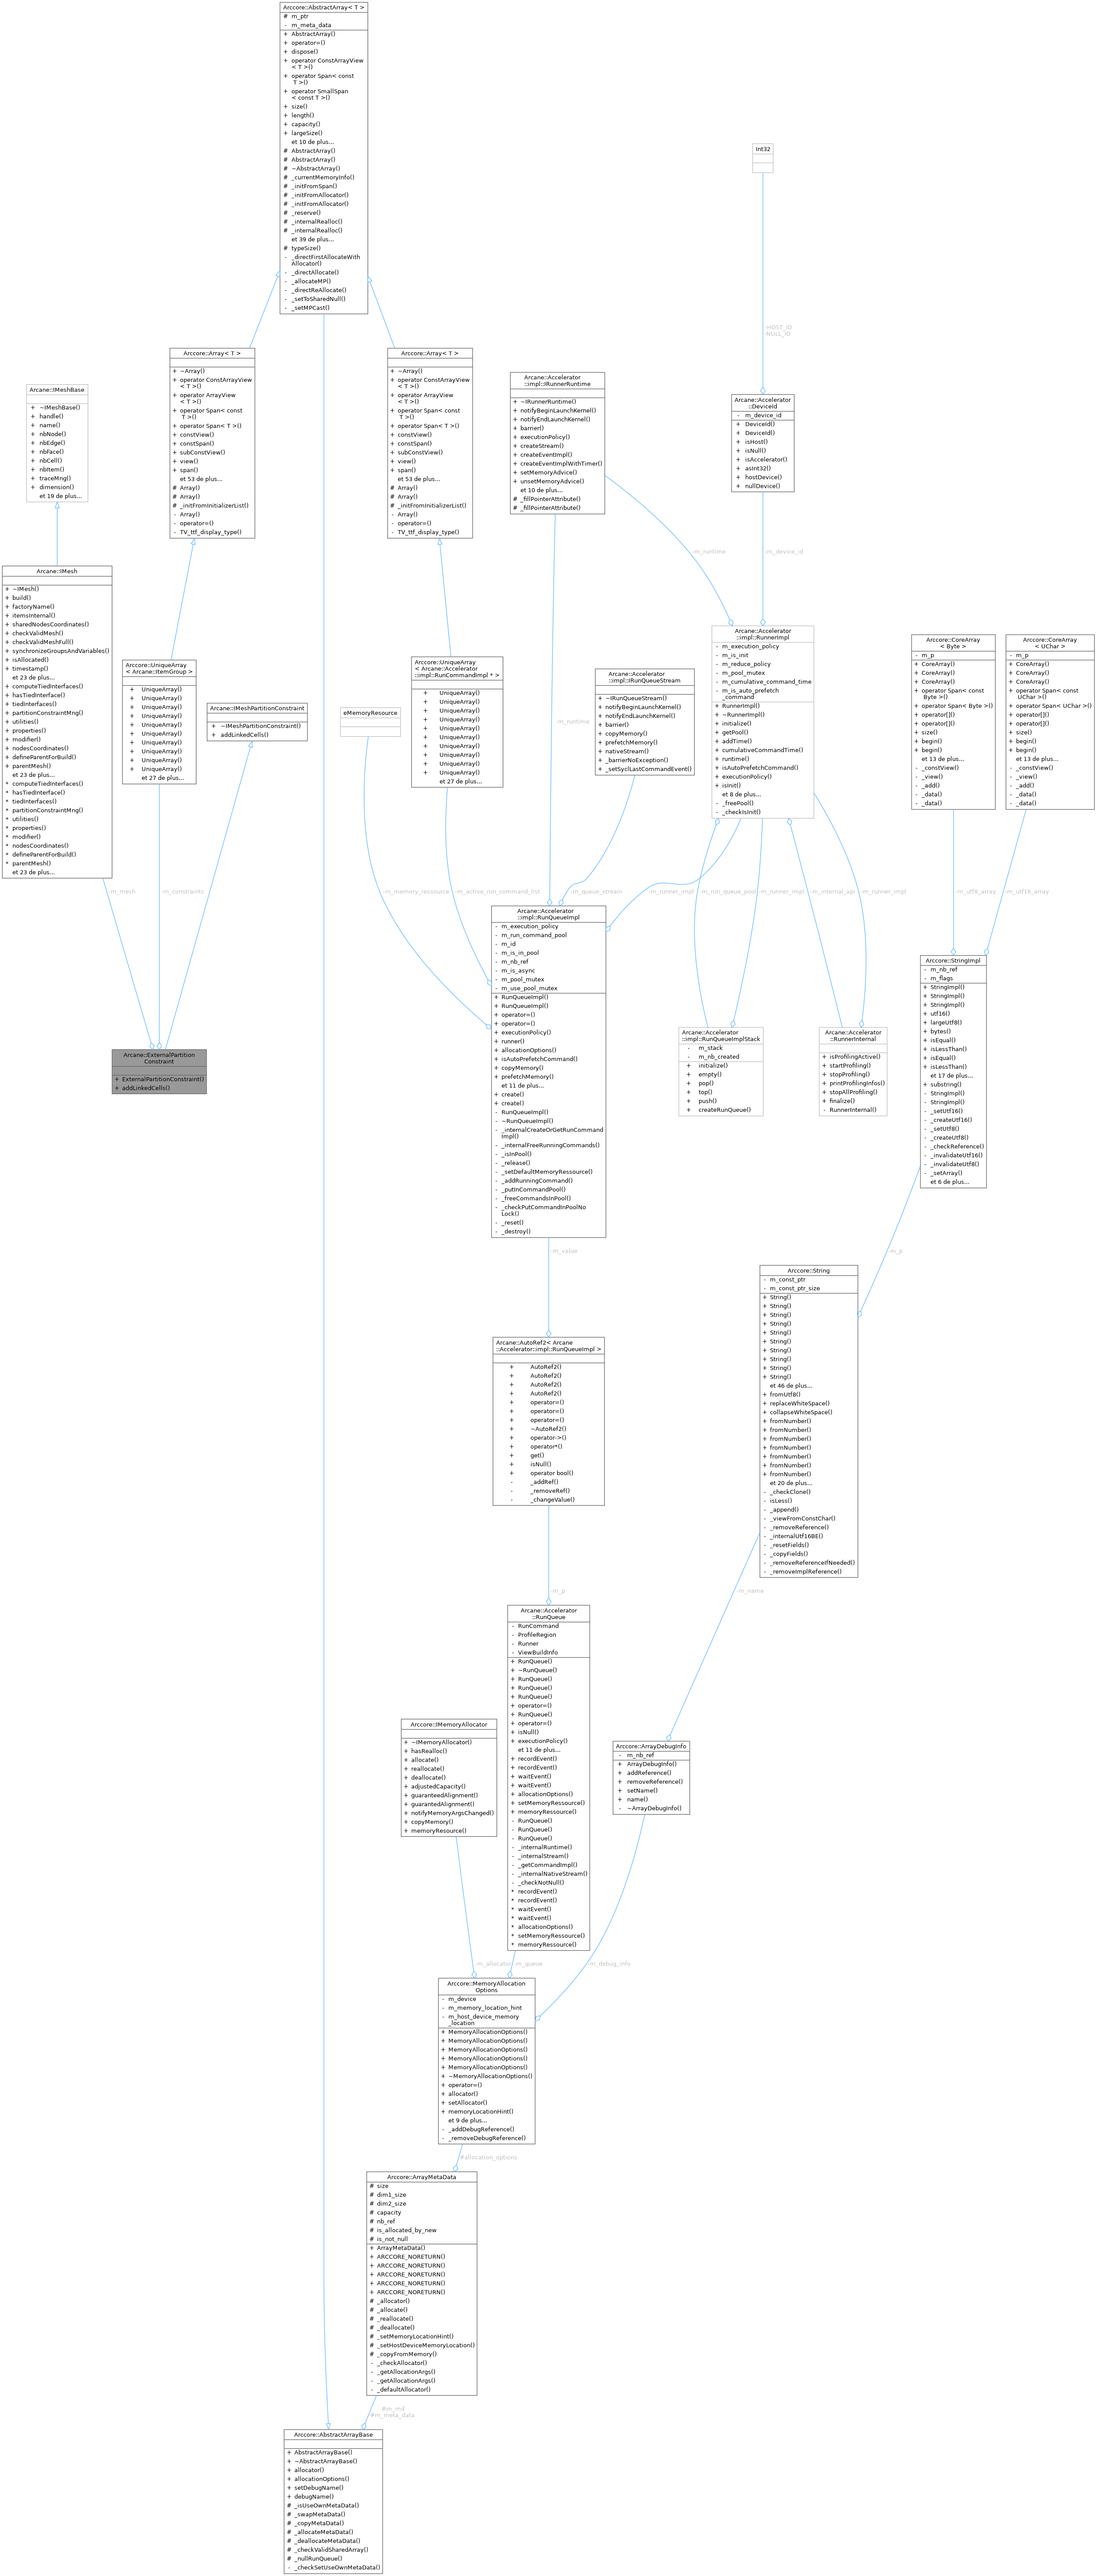 Arccore::AbstractArray< T >
# m_ptr
- m_meta_data
+ AbstractArray()
+ operator=()
+ dispose()
+ operator ConstArrayView
< T >()
+ operator Span< const
T >()
+ operator SmallSpan
< const T >()
+ size()
+ length()
+ capacity()
+ largeSize()
et 10 de plus...
# AbstractArray()
# AbstractArray()
# ~AbstractArray()
# _currentMemoryInfo()
# _initFromSpan()
# _initFromAllocator()
# _initFromAllocator()
# _reserve()
# _internalRealloc()
# _internalRealloc()
et 39 de plus...
# typeSize()
- _directFirstAllocateWith
Allocator()
- _directAllocate()
- _allocateMP()
- _directReAllocate()
- _setToSharedNull()
- _setMPCast()
Int32
-HOST_ID
-NULL_ID
Arccore::Array< T >
+ ~Array()
+ operator ConstArrayView
< T >()
+ operator ArrayView
< T >()
+ operator Span< const
T >()
+ operator Span< T >()
+ constView()
+ constSpan()
+ subConstView()
+ view()
+ span()
et 53 de plus...
# Array()
# Array()
# _initFromInitializerList()
- Array()
- operator=()
- TV_ttf_display_type()
Arccore::Array< T >
+ ~Array()
+ operator ConstArrayView
< T >()
+ operator ArrayView
< T >()
+ operator Span< const
T >()
+ operator Span< T >()
+ constView()
+ constSpan()
+ subConstView()
+ view()
+ span()
et 53 de plus...
# Array()
# Array()
# _initFromInitializerList()
- Array()
- operator=()
- TV_ttf_display_type()
Arcane::Accelerator
::impl::IRunnerRuntime
+ ~IRunnerRuntime()
+ notifyBeginLaunchKernel()
+ notifyEndLaunchKernel()
+ barrier()
+ executionPolicy()
+ createStream()
+ createEventImpl()
+ createEventImplWithTimer()
+ setMemoryAdvice()
+ unsetMemoryAdvice()
et 10 de plus...
# _fillPointerAttribute()
# _fillPointerAttribute()
Arcane::IMeshBase
+ ~IMeshBase()
+ handle()
+ name()
+ nbNode()
+ nbEdge()
+ nbFace()
+ nbCell()
+ nbItem()
+ traceMng()
+ dimension()
et 19 de plus...
Arcane::Accelerator
::DeviceId
- m_device_id
+ DeviceId()
+ DeviceId()
+ isHost()
+ isNull()
+ isAccelerator()
+ asInt32()
+ hostDevice()
+ nullDevice()
-m_runtime
-m_device_id
Arcane::IMesh
+ ~IMesh()
+ build()
+ factoryName()
+ itemsInternal()
+ sharedNodesCoordinates()
+ checkValidMesh()
+ checkValidMeshFull()
+ synchronizeGroupsAndVariables()
+ isAllocated()
+ timestamp()
et 23 de plus...
+ computeTiedInterfaces()
+ hasTiedInterface()
+ tiedInterfaces()
+ partitionConstraintMng()
+ utilities()
+ properties()
+ modifier()
+ nodesCoordinates()
+ defineParentForBuild()
+ parentMesh()
et 23 de plus...
* computeTiedInterfaces()
* hasTiedInterface()
* tiedInterfaces()
* partitionConstraintMng()
* utilities()
* properties()
* modifier()
* nodesCoordinates()
* defineParentForBuild()
* parentMesh()
et 23 de plus...
Arccore::UniqueArray
< Arcane::ItemGroup >
+ UniqueArray()
+ UniqueArray()
+ UniqueArray()
+ UniqueArray()
+ UniqueArray()
+ UniqueArray()
+ UniqueArray()
+ UniqueArray()
+ UniqueArray()
+ UniqueArray()
et 27 de plus...
Arcane::IMeshPartitionConstraint
+ ~IMeshPartitionConstraint()
+ addLinkedCells()
eMemoryResource
Arccore::UniqueArray
< Arcane::Accelerator
::impl::RunCommandImpl * >
+ UniqueArray()
+ UniqueArray()
+ UniqueArray()
+ UniqueArray()
+ UniqueArray()
+ UniqueArray()
+ UniqueArray()
+ UniqueArray()
+ UniqueArray()
+ UniqueArray()
et 27 de plus...
-m_runtime
Arcane::Accelerator
::impl::IRunQueueStream
+ ~IRunQueueStream()
+ notifyBeginLaunchKernel()
+ notifyEndLaunchKernel()
+ barrier()
+ copyMemory()
+ prefetchMemory()
+ nativeStream()
+ _barrierNoException()
+ _setSyclLastCommandEvent()
Arcane::Accelerator
::impl::RunnerImpl
- m_execution_policy
- m_is_init
- m_reduce_policy
- m_pool_mutex
- m_cumulative_command_time
- m_is_auto_prefetch
_command
+ RunnerImpl()
+ ~RunnerImpl()
+ initialize()
+ getPool()
+ addTime()
+ cumulativeCommandTime()
+ runtime()
+ isAutoPrefetchCommand()
+ executionPolicy()
+ isInit()
et 8 de plus...
- _freePool()
- _checkIsInit()
Arccore::CoreArray
< Byte >
- m_p
+ CoreArray()
+ CoreArray()
+ CoreArray()
+ operator Span< const
Byte >()
+ operator Span< Byte >()
+ operator[]()
+ operator[]()
+ size()
+ begin()
+ begin()
et 13 de plus...
- _constView()
- _view()
- _add()
- _data()
- _data()
Arccore::CoreArray
< UChar >
- m_p
+ CoreArray()
+ CoreArray()
+ CoreArray()
+ operator Span< const
UChar >()
+ operator Span< UChar >()
+ operator[]()
+ operator[]()
+ size()
+ begin()
+ begin()
et 13 de plus...
- _constView()
- _view()
- _add()
- _data()
- _data()
-m_mesh
-m_constraints
-m_memory_ressource
-m_active_run_command_list
-m_queue_stream
-m_runner_impl
-m_run_queue_pool
-m_runner_impl
-m_internal_api
-m_runner_impl
-m_utf8_array
-m_utf16_array
Arcane::Accelerator
::impl::RunQueueImpl
- m_execution_policy
- m_run_command_pool
- m_id
- m_is_in_pool
- m_nb_ref
- m_is_async
- m_pool_mutex
- m_use_pool_mutex
+ RunQueueImpl()
+ RunQueueImpl()
+ operator=()
+ operator=()
+ executionPolicy()
+ runner()
+ allocationOptions()
+ isAutoPrefetchCommand()
+ copyMemory()
+ prefetchMemory()
et 11 de plus...
+ create()
+ create()
- RunQueueImpl()
- ~RunQueueImpl()
- _internalCreateOrGetRunCommand
Impl()
- _internalFreeRunningCommands()
- _isInPool()
- _release()
- _setDefaultMemoryRessource()
- _addRunningCommand()
- _putInCommandPool()
- _freeCommandsInPool()
- _checkPutCommandInPoolNo
Lock()
- _reset()
- _destroy()
Arcane::ExternalPartition
Constraint
+ ExternalPartitionConstraint()
+ addLinkedCells()
Arcane::Accelerator
::impl::RunQueueImplStack
- m_stack
- m_nb_created
+ initialize()
+ empty()
+ pop()
+ top()
+ push()
+ createRunQueue()
Arcane::Accelerator
::RunnerInternal
+ isProfilingActive()
+ startProfiling()
+ stopProfiling()
+ printProfilingInfos()
+ stopAllProfiling()
+ finalize()
- RunnerInternal()
Arccore::StringImpl
- m_nb_ref
- m_flags
+ StringImpl()
+ StringImpl()
+ StringImpl()
+ utf16()
+ largeUtf8()
+ bytes()
+ isEqual()
+ isLessThan()
+ isEqual()
+ isLessThan()
et 17 de plus...
+ substring()
- StringImpl()
- StringImpl()
- _setUtf16()
- _createUtf16()
- _setUtf8()
- _createUtf8()
- _checkReference()
- _invalidateUtf16()
- _invalidateUtf8()
- _setArray()
et 6 de plus...
-m_value
-m_p
Arccore::String
- m_const_ptr
- m_const_ptr_size
+ String()
+ String()
+ String()
+ String()
+ String()
+ String()
+ String()
+ String()
+ String()
+ String()
et 46 de plus...
+ fromUtf8()
+ replaceWhiteSpace()
+ collapseWhiteSpace()
+ fromNumber()
+ fromNumber()
+ fromNumber()
+ fromNumber()
+ fromNumber()
+ fromNumber()
+ fromNumber()
et 20 de plus...
- _checkClone()
- isLess()
- _append()
- _viewFromConstChar()
- _removeReference()
- _internalUtf16BE()
- _resetFields()
- _copyFields()
- _removeReferenceIfNeeded()
- _removeImplReference()
Arcane::AutoRef2< Arcane
::Accelerator::impl::RunQueueImpl >
+ AutoRef2()
+ AutoRef2()
+ AutoRef2()
+ AutoRef2()
+ operator=()
+ operator=()
+ operator=()
+ ~AutoRef2()
+ operator->()
+ operator*()
+ get()
+ isNull()
+ operator bool()
- _addRef()
- _removeRef()
- _changeValue()
-m_p
-m_name
Arcane::Accelerator
::RunQueue
- RunCommand
- ProfileRegion
- Runner
- ViewBuildInfo
+ RunQueue()
+ ~RunQueue()
+ RunQueue()
+ RunQueue()
+ RunQueue()
+ operator=()
+ RunQueue()
+ operator=()
+ isNull()
+ executionPolicy()
et 11 de plus...
+ recordEvent()
+ recordEvent()
+ waitEvent()
+ waitEvent()
+ allocationOptions()
+ setMemoryRessource()
+ memoryRessource()
- RunQueue()
- RunQueue()
- RunQueue()
- _internalRuntime()
- _internalStream()
- _getCommandImpl()
- _internalNativeStream()
- _checkNotNull()
* recordEvent()
* recordEvent()
* waitEvent()
* waitEvent()
* allocationOptions()
* setMemoryRessource()
* memoryRessource()
Arccore::IMemoryAllocator
+ ~IMemoryAllocator()
+ hasRealloc()
+ allocate()
+ reallocate()
+ deallocate()
+ adjustedCapacity()
+ guaranteedAlignment()
+ guarantedAlignment()
+ notifyMemoryArgsChanged()
+ copyMemory()
+ memoryResource()
Arccore::ArrayDebugInfo
- m_nb_ref
+ ArrayDebugInfo()
+ addReference()
+ removeReference()
+ setName()
+ name()
- ~ArrayDebugInfo()
-m_allocator
-m_queue
-m_debug_info
Arccore::MemoryAllocation
Options
- m_device
- m_memory_location_hint
- m_host_device_memory
_location
+ MemoryAllocationOptions()
+ MemoryAllocationOptions()
+ MemoryAllocationOptions()
+ MemoryAllocationOptions()
+ MemoryAllocationOptions()
+ ~MemoryAllocationOptions()
+ operator=()
+ allocator()
+ setAllocator()
+ memoryLocationHint()
et 9 de plus...
- _addDebugReference()
- _removeDebugReference()
#allocation_options
Arccore::ArrayMetaData
# size
# dim1_size
# dim2_size
# capacity
# nb_ref
# is_allocated_by_new
# is_not_null
+ ArrayMetaData()
+ ARCCORE_NORETURN()
+ ARCCORE_NORETURN()
+ ARCCORE_NORETURN()
+ ARCCORE_NORETURN()
+ ARCCORE_NORETURN()
# _allocator()
# _allocate()
# _reallocate()
# _deallocate()
# _setMemoryLocationHint()
# _setHostDeviceMemoryLocation()
# _copyFromMemory()
- _checkAllocator()
- _getAllocationArgs()
- _getAllocationArgs()
- _defaultAllocator()
#m_md
#m_meta_data
Arccore::AbstractArrayBase
+ AbstractArrayBase()
+ ~AbstractArrayBase()
+ allocator()
+ allocationOptions()
+ setDebugName()
+ debugName()
# _isUseOwnMetaData()
# _swapMetaData()
# _copyMetaData()
# _allocateMetaData()
# _deallocateMetaData()
# _checkValidSharedArray()
# _nullRunQueue()
- _checkSetUseOwnMetaData()